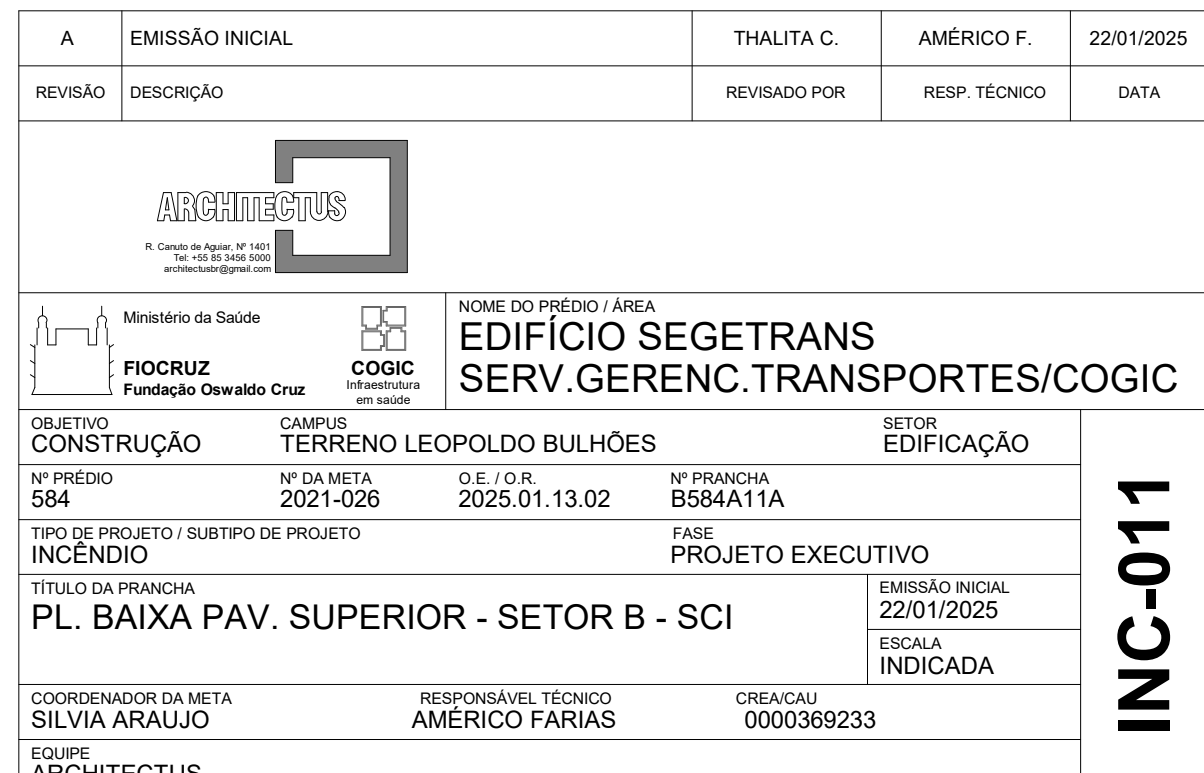 A EMISSÃO INICIAL THALITA C. AMÉRICO F. 22/01/2025
REVISÃO DESCRIÇÃO REVISADO POR RESP. TÉCNICO DATA
ARCHITECTUS
R. Canuto de Aguiar, Nº 1401
Tel: +55 85 3456 5000
architectusbr@gmail.com
Ministério da Saúde
FIOCRUZ
Fundação Oswaldo Cruz
COGIC
Infraestrutura
em saúde
NOME DO PRÉDIO / ÁREA
EDIFÍCIO SEGETRANS
SERV.GERENC.TRANSPORTES/COGIC
OBJETIVO CAMPUS SETOR
CONSTRUÇÃO TERRENO LEOPOLDO BULHÕES EDIFICAÇÃO
Nº PRÉDIO Nº DA META O.E. / O.R. Nº PRANCHA
584 2021-026 2025.01.13.02 B584A11A
TIPO DE PROJETO / SUBTIPO DE PROJETO FASE
INCÊNDIO PROJETO EXECUTIVO
TÍTULO DA PRANCHA
PL. BAIXA PAV. SUPERIOR - SETOR B - SCI
EMISSÃO INICIAL
22/01/2025
ESCALA
INDICADA
COORDENADOR DA META RESPONSÁVEL TÉCNICO CREA/CAU
SILVIA ARAUJO AMÉRICO FARIAS 0000369233
EQUIPE
ARCHITECTUS
INC-011